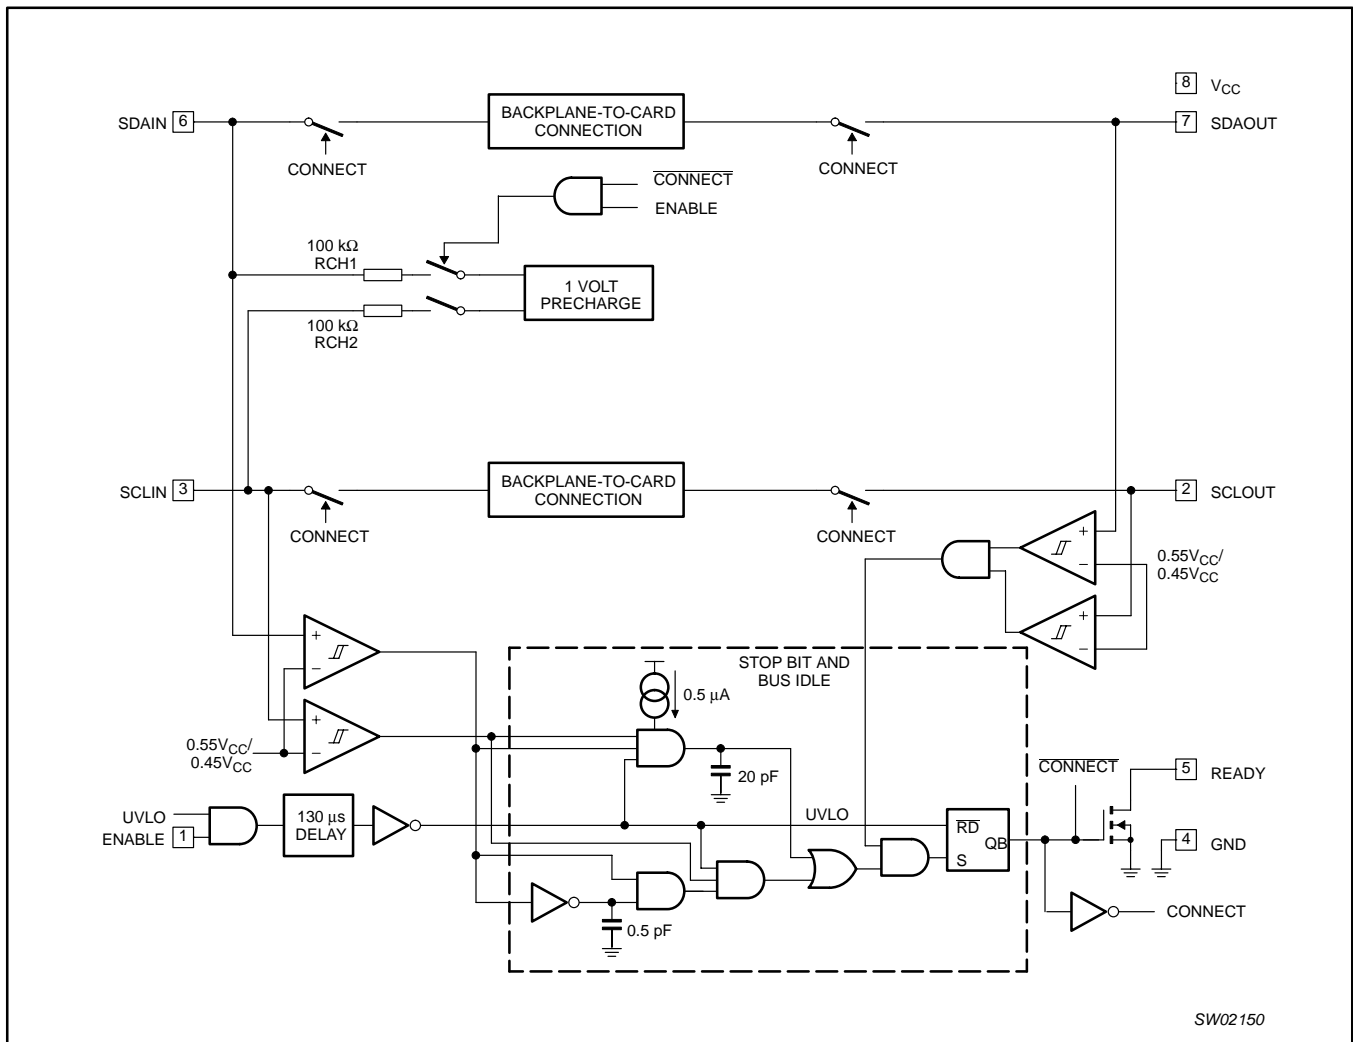 8 VCC
SDAIN 6
BACKPLANE-TO-CARD
CONNECTION
7 SDAOUT
CONNECT
CONNECT
CONNECT
ENABLE
100 kΩ
RCH1
1 VOLT
PRECHARGE
100 kΩ
RCH2
SCLIN 3
BACKPLANE-TO-CARD
CONNECTION
2 SCLOUT
CONNECT
CONNECT
+
−
0.55VCC/
0.45VCC
+
−
+
−
STOP BIT AND
BUS IDLE
0.5 μA
+
−
0.55VCC/
0.45VCC
20 pF
CONNECT
5 READY
UVLO
ENABLE 1
130 μs
DELAY
UVLO
RD
QB
S
4 GND
0.5 pF
CONNECT
SW02150